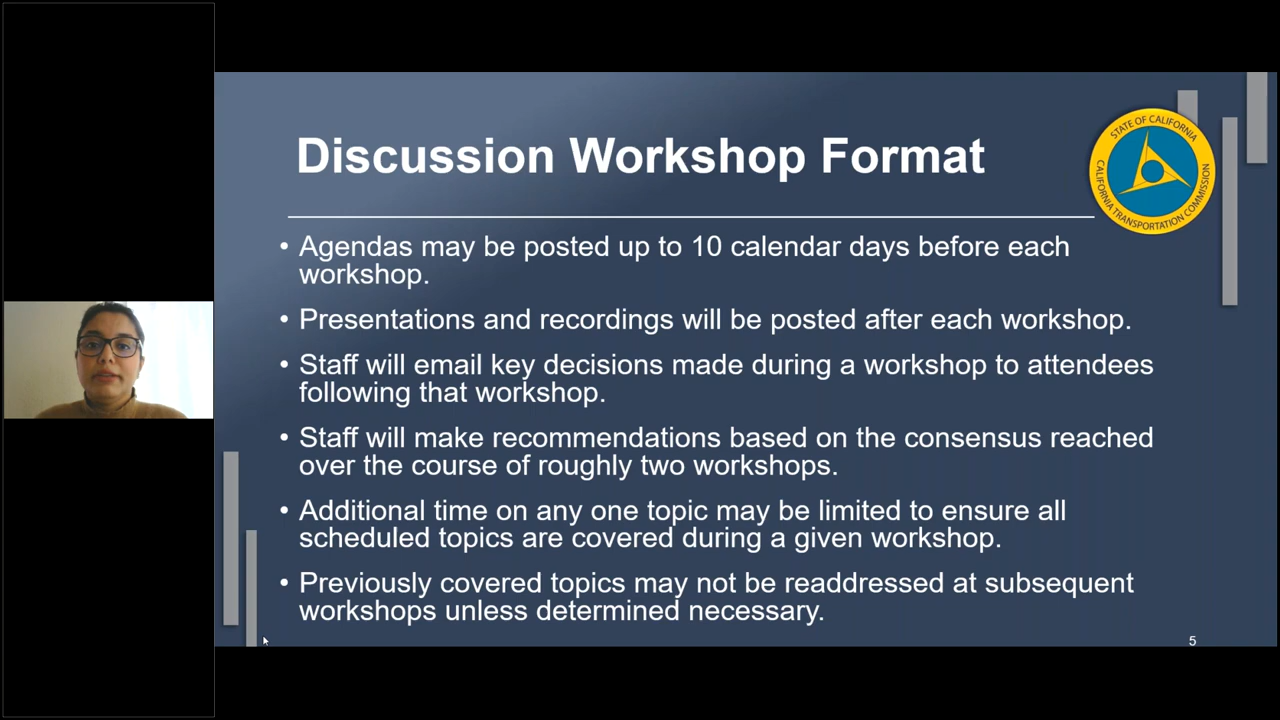 Discussion Workshop Format
STATE OF CALIFORNIA
CALIFORNIA TRANSPORTATION COMMISSION
• Agendas may be posted up to 10 calendar days before each
workshop.
• Presentations and recordings will be posted after each workshop.
• Staff will email key decisions made during a workshop to attendees
following that workshop.
• Staff will make recommendations based on the consensus reached
over the course of roughly two workshops.
• Additional time on any one topic may be limited to ensure all
scheduled topics are covered during a given workshop.
• Previously covered topics may not be readdressed at subsequent
workshops unless determined necessary.
5